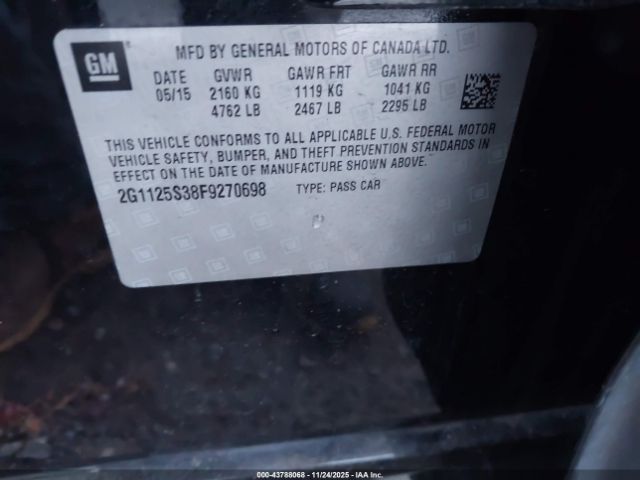 GM
MFD BY GENERAL MOTORS OF CANADA LTD.
DATE GVWR GAWR FRT GAWR RR
05/15 2160 KG 1119 KG 1041 KG
4762 LB 2467 LB 2295 LB
THIS VEHICLE CONFORMS TO ALL APPLICABLE U.S. FEDERAL MOTOR
VEHICLE SAFETY, BUMPER, AND THEFT PREVENTION STANDARDS IN
EFFECT ON THE DATE OF MANUFACTURE SHOWN ABOVE.
2G1125S38F9270698 TYPE: PASS CAR
000-43788068 - 11/24/2025 - IAA Inc.